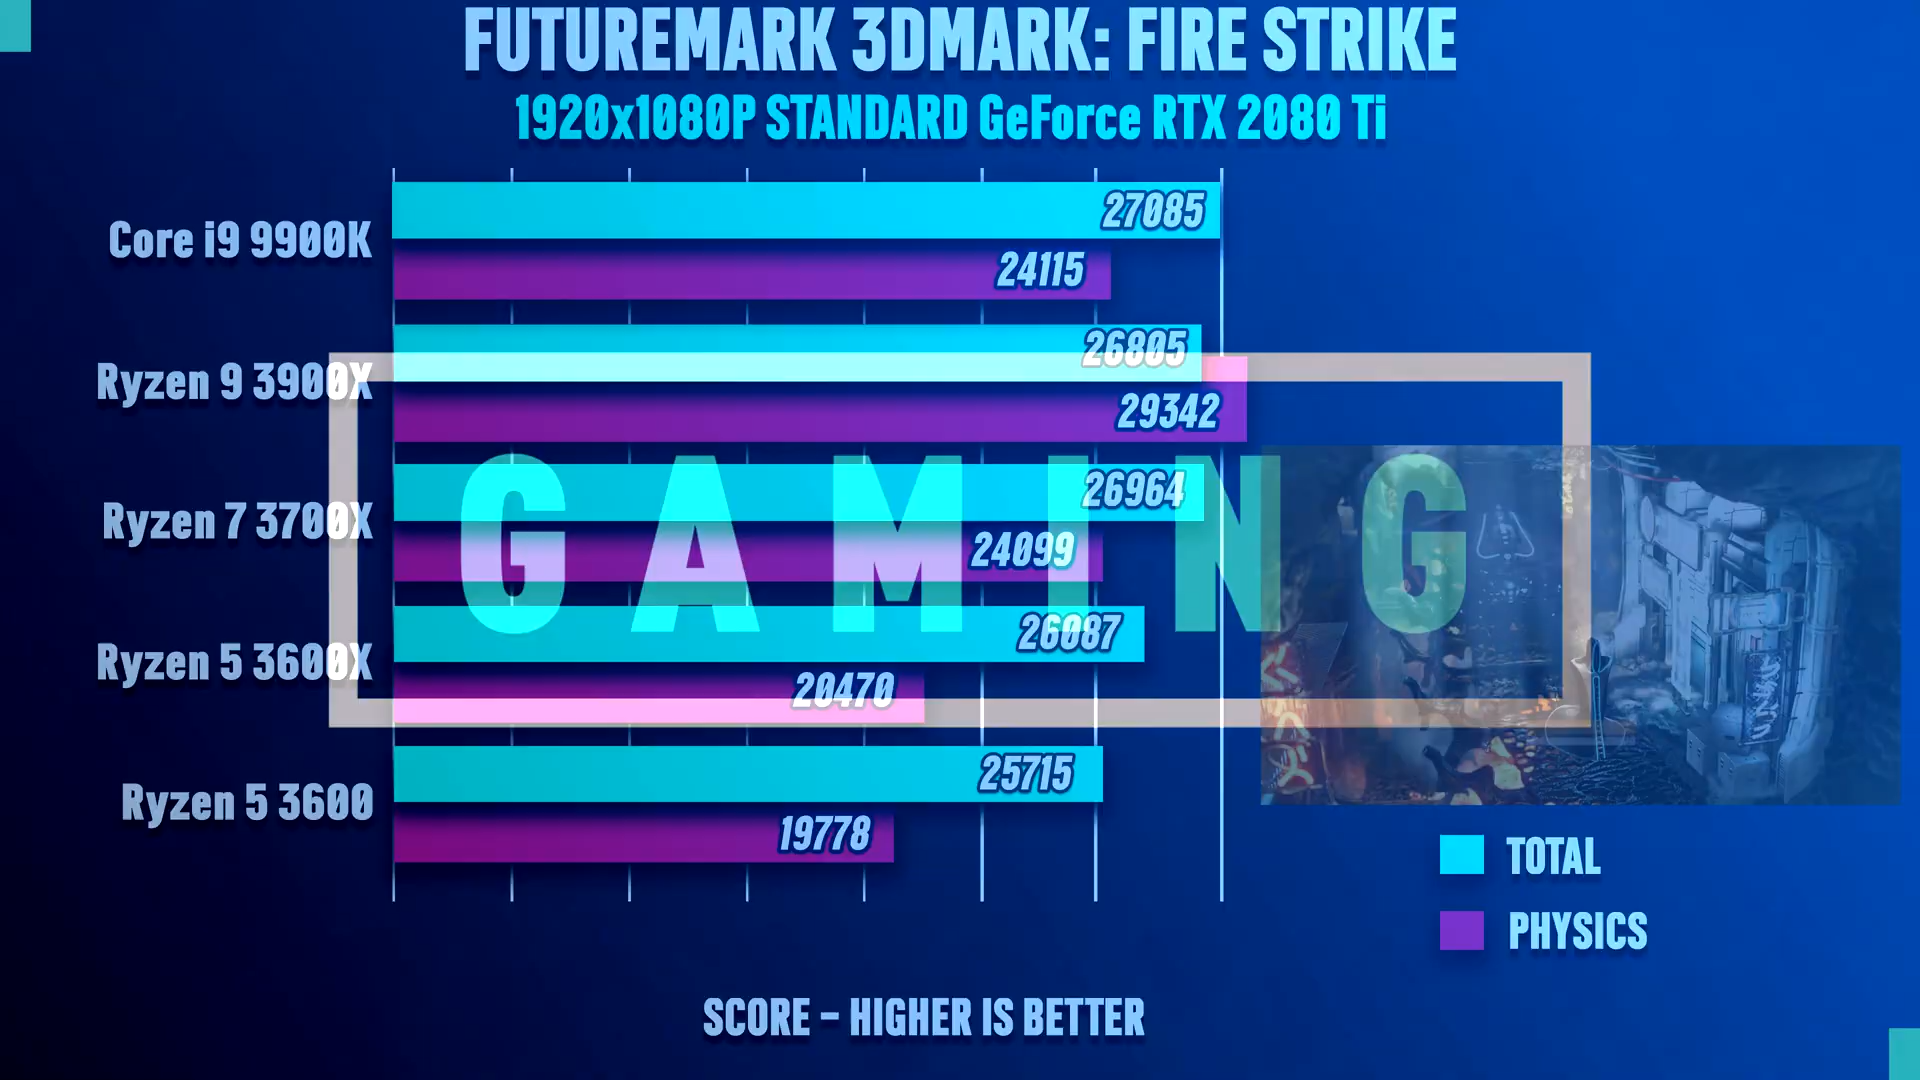 FUTUREMARK 3DMARK: FIRE STRIKE
1920x1080P STANDARD GeForce RTX 2080 Ti
Core i9 9900K
27085
24115
Ryzen 9 3900X
26805
29342
GAMING
Ryzen 7 3700X
26964
24099
Ryzen 5 3600X
26087
20470
Ryzen 5 3600
25715
19778
TOTAL
PHYSICS
SCORE – HIGHER IS BETTER